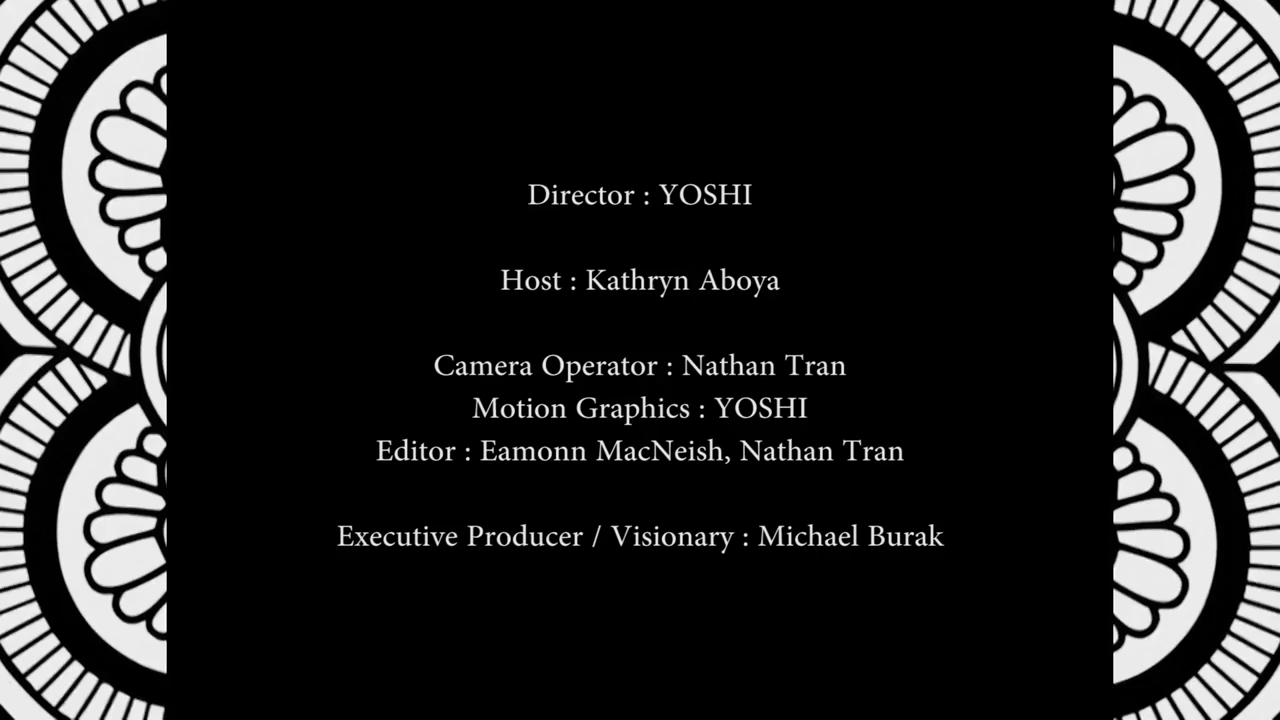 Director : YOSHI
Host : Kathryn Aboya
Camera Operator : Nathan Tran
Motion Graphics : YOSHI
Editor : Eamonn MacNeish, Nathan Tran
Executive Producer / Visionary : Michael Burak